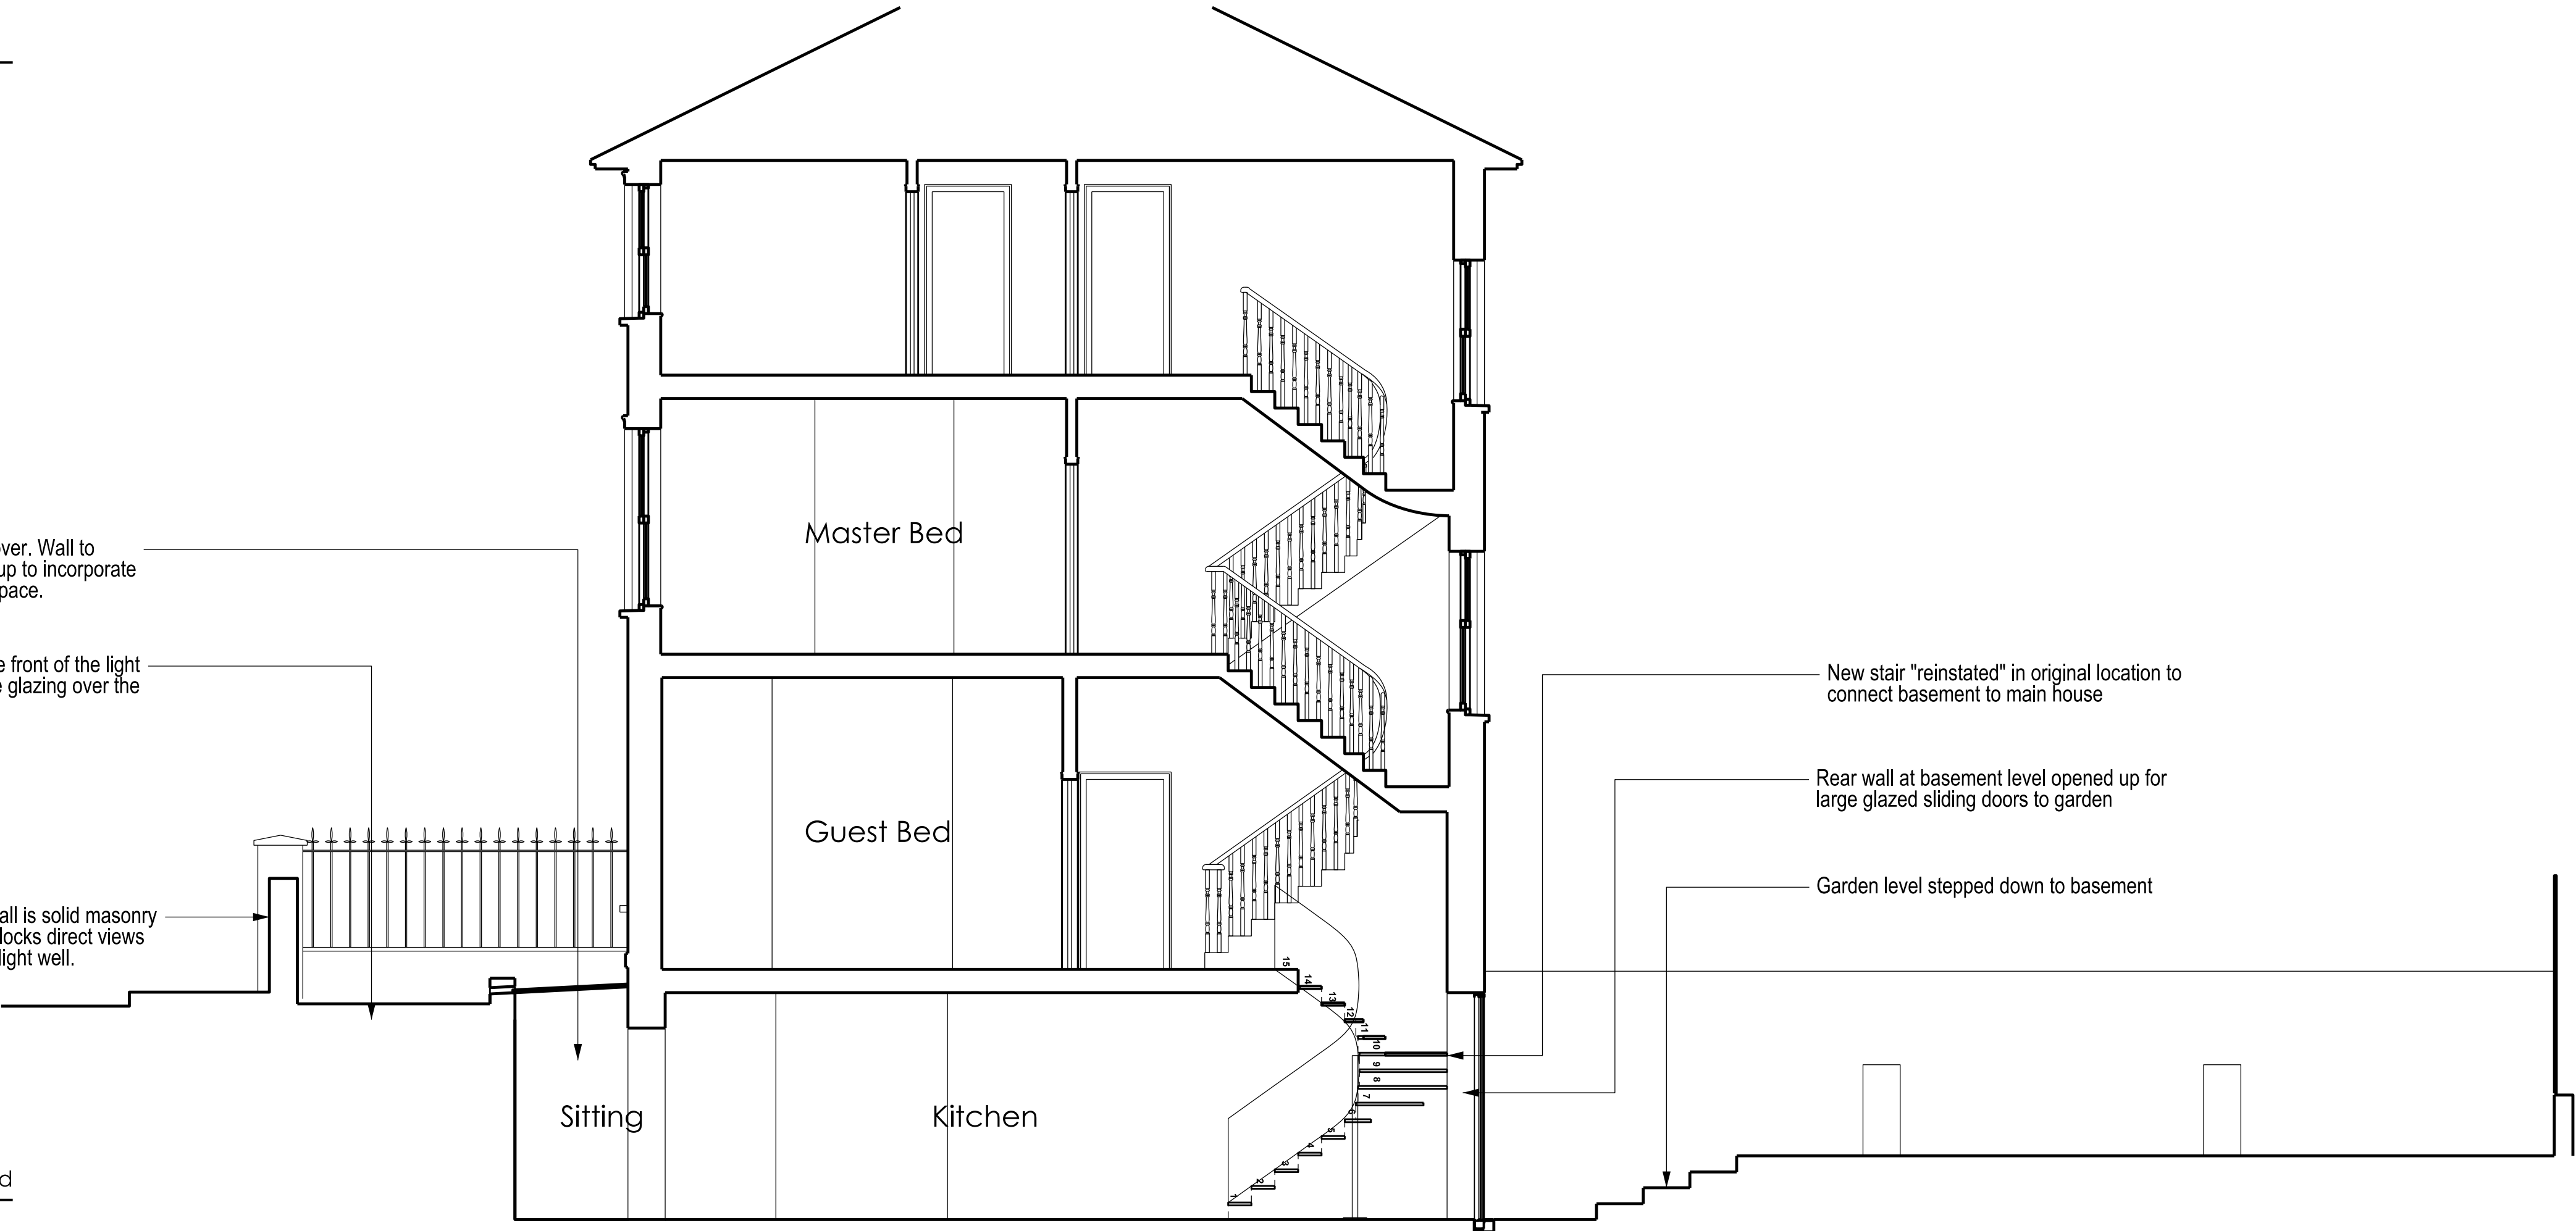 Master Bed
over. Wall to
up to incorporate
pace.
e front of the light
e glazing over the
New stair "reinstated" in original location to
connect basement to main house
Rear wall at basement level opened up for
large glazed sliding doors to garden
Guest Bed
Garden level stepped down to basement
all is solid masonry
locks direct views
light well.
15
14
13
12
11
10
9
8
7
6
5
4
3
2
1
Sitting
Kitchen
d